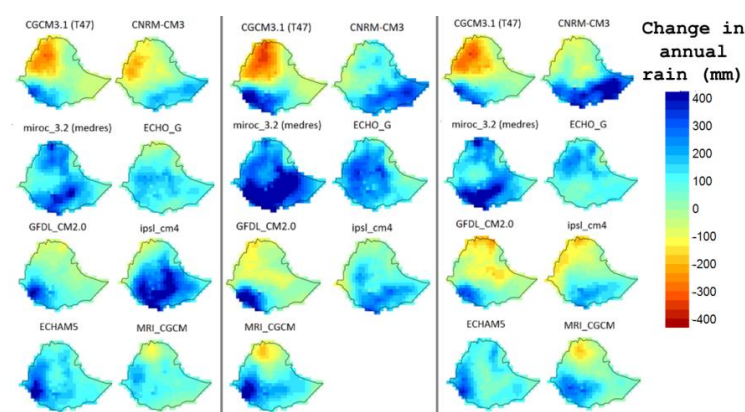 CGCM3.1 (T47)
CNRM-CM3
miroc_3.2 (medres)
ECHO_G
GFDL_CM2.0
ipsl_cm4
ECHAM5
MRI_CGCM
CGCM3.1 (T47)
CNRM-CM3
miroc_3.2 (medres)
ECHO_G
GFDL_CM2.0
ipsl_cm4
MRI_CGCM
CGCM3.1 (T47)
CNRM-CM3
miroc_3.2 (medres)
ECHO_G
GFDL_CM2.0
ipsl_cm4
ECHAM5
MRI_CGCM
Change in
annual
rain (mm)
400
300
200
100
0
-100
-200
-300
-400